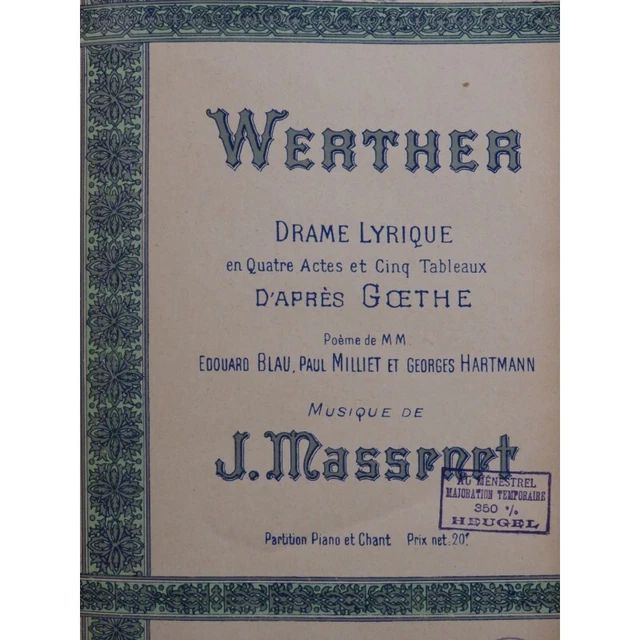 WERTHER
DRAME LYRIQUE
en Quatre Actes et Cinq Tableaux
D'APRÈS GŒTHE
Poème de MM.
EDOUARD BLAU, PAUL MILLIET ET GEORGES HARTMANN
MUSIQUE DE
J. Massenet
AU MÉNESTREL
MAJORATION TEMPORAIRE
350 %
HEUGEL
Partition Piano et Chant Prix net: 20f